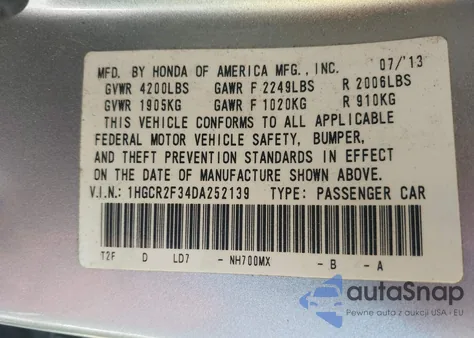 MFD. BY HONDA OF AMERICA MFG., INC. 07/13
GVWR 4200LBS GAWR F 2249LBS R 2006LBS
GVWR 1905KG GAWR F 1020KG R 910KG
THIS VEHICLE CONFORMS TO ALL APPLICABLE
FEDERAL MOTOR VEHICLE SAFETY, BUMPER,
AND THEFT PREVENTION STANDARDS IN EFFECT
ON THE DATE OF MANUFACTURE SHOWN ABOVE.
V.I.N.: 1HGCR2F34DA252139 TYPE: PASSENGER CAR
T2F D LD7 - NH700MX - B - A
autaSnap
Pewne auta z aukcji USA i EU